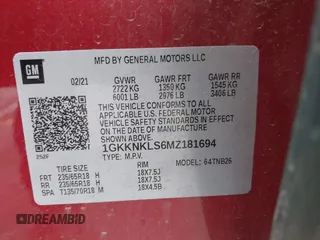 GM
MFD BY GENERAL MOTORS LLC
02/21 GVWR GAWR FRT GAWR RR
2722 KG 1350 KG 1545 KG
6001 LB 2976 LB 3406 LB
THIS VEHICLE CONFORMS TO ALL
APPLICABLE U.S. FEDERAL MOTOR
VEHICLE SAFETY STANDARDS IN
EFFECT ON THE DATE OF
MANUFACTURE SHOWN ABOVE.
1GKKNKLS6MZ181694
TYPE: M.P.V. MODEL: 64TNB26
252F
TIRE SIZE RIM
FRT 235/65R18 H 18X7.5J
RR 235/65R18 H 18X7.5J
SP T135/70R18 M 18X4.5B
DREAMBID